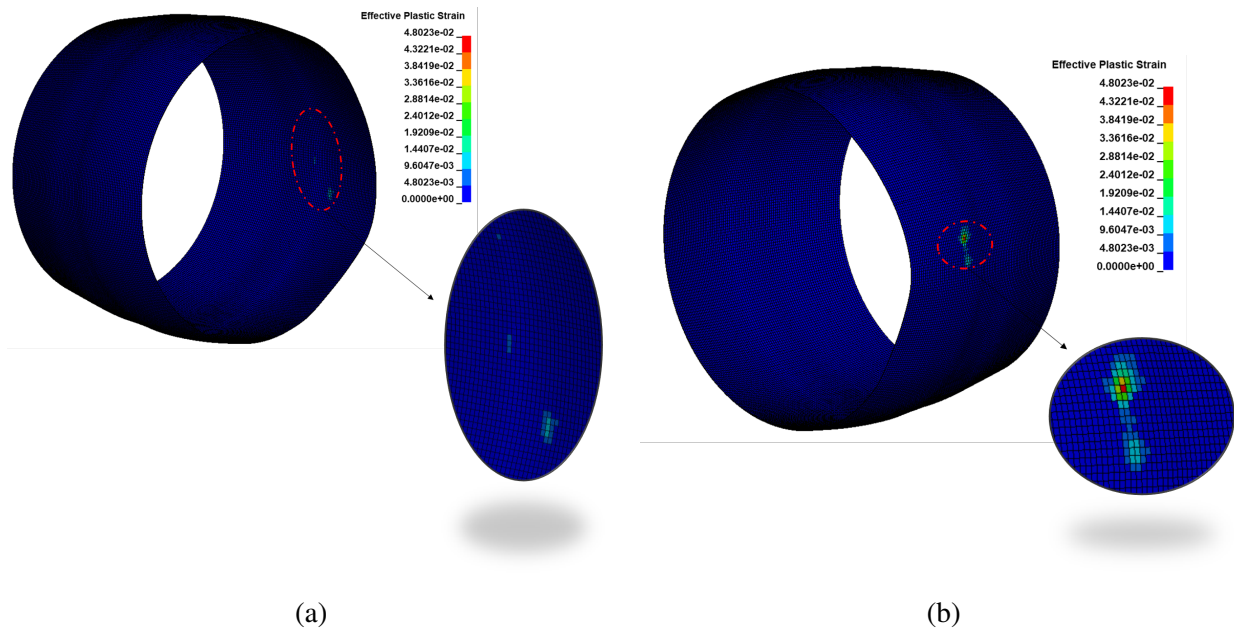 Effective Plastic Strain
4.8023e-02
4.3221e-02
3.8419e-02
3.3616e-02
2.8814e-02
2.4012e-02
1.9209e-02
1.4407e-02
9.6047e-03
4.8023e-03
0.0000e+00
Effective Plastic Strain
4.8023e-02
4.3221e-02
3.8419e-02
3.3616e-02
2.8814e-02
2.4012e-02
1.9209e-02
1.4407e-02
9.6047e-03
4.8023e-03
0.0000e+00
(a)
(b)